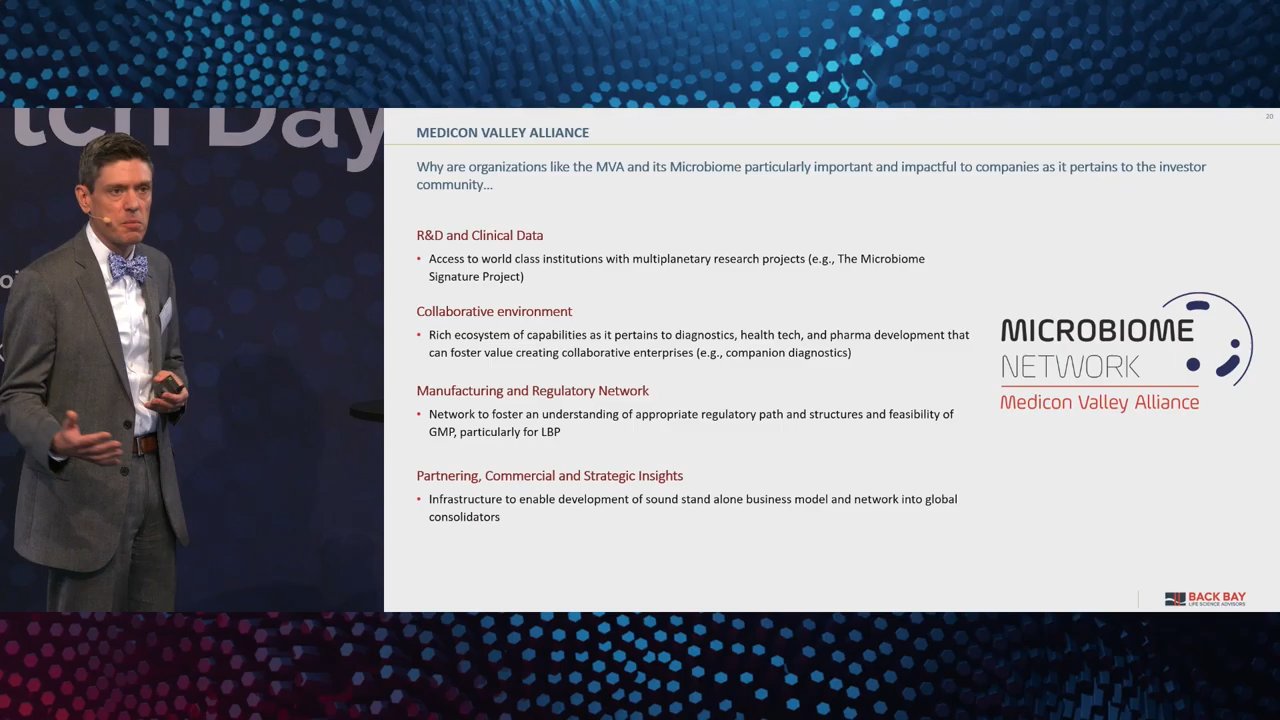 tch Day
20
MEDICON VALLEY ALLIANCE
Why are organizations like the MVA and its Microbiome particularly important and impactful to companies as it pertains to the investor
community...
R&D and Clinical Data
• Access to world class institutions with multiplanetary research projects (e.g., The Microbiome
Signature Project)
Collaborative environment
• Rich ecosystem of capabilities as it pertains to diagnostics, health tech, and pharma development that
can foster value creating collaborative enterprises (e.g., companion diagnostics)
Manufacturing and Regulatory Network
• Network to foster an understanding of appropriate regulatory path and structures and feasibility of
GMP, particularly for LBP
Partnering, Commercial and Strategic Insights
• Infrastructure to enable development of sound stand alone business model and network into global
consolidators
MICROBIOME
NETWORK
Medicon Valley Alliance
BACK BAY
LIFE SCIENCE ADVISORS